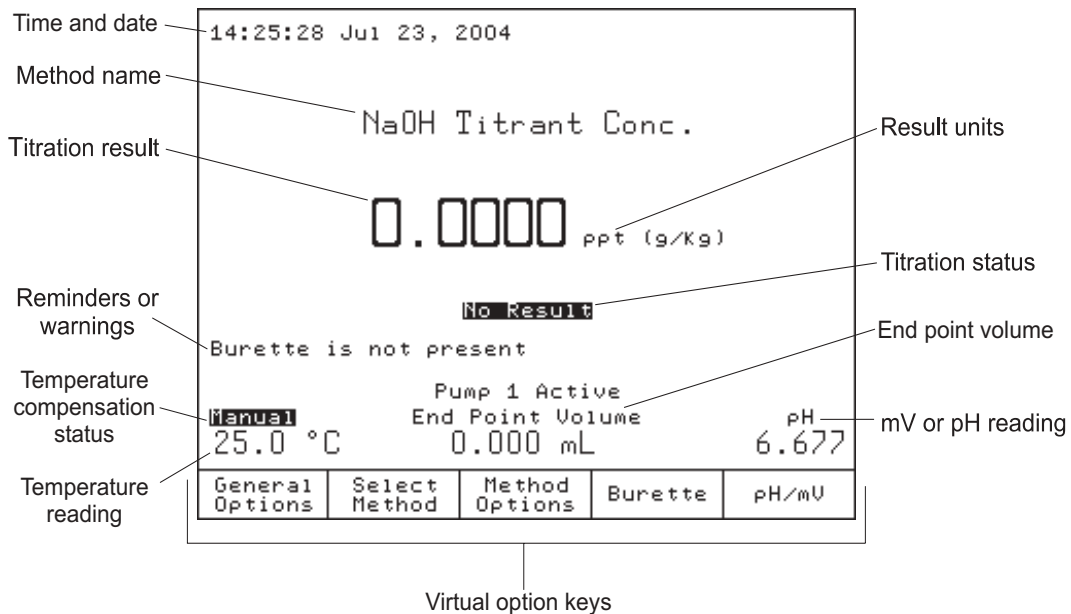 Time and date
14:25:28 Jul 23, 2004
Method name
NaOH Titrant Conc.
Result units
Titration result
0.0000 ppt (g/Kg)
Titration status
No Result
Reminders or
warnings
End point volume
Burette is not present
Temperature
compensation
status
Pump 1 Active
Manual
End Point Volume
pH
mV or pH reading
25.0 °C
0.000 mL
6.677
Temperature
reading
General
Options
Select
Method
Method
Options
Burette
pH/mV
Virtual option keys